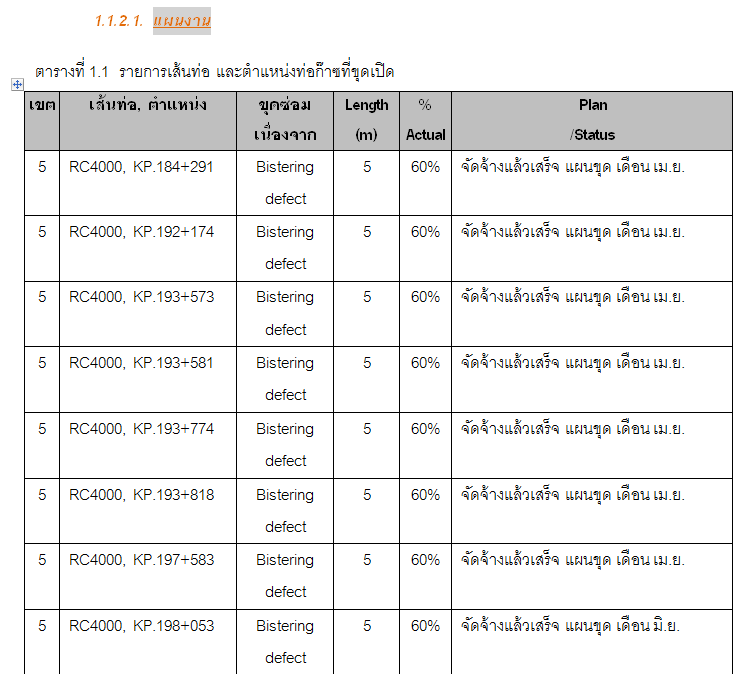 1.1.2.1. แผนงาน
ตารางที่ 1.1 รายการเส้นท่อ และตำแหน่งท่อก๊าซที่ขุดเปิด
เขต เส้นท่อ, ตำแหน่ง ขุดซ่อม Length % Plan
เนื่องจาก (m) Actual /Status
5 RC4000, KP.184+291 Bistering 5 60% จัดจ้างแล้วเสร็จ แผนขุด เดือน เม.ย.
defect
5 RC4000, KP.192+174 Bistering 5 60% จัดจ้างแล้วเสร็จ แผนขุด เดือน เม.ย.
defect
5 RC4000, KP.193+573 Bistering 5 60% จัดจ้างแล้วเสร็จ แผนขุด เดือน เม.ย.
defect
5 RC4000, KP.193+581 Bistering 5 60% จัดจ้างแล้วเสร็จ แผนขุด เดือน เม.ย.
defect
5 RC4000, KP.193+774 Bistering 5 60% จัดจ้างแล้วเสร็จ แผนขุด เดือน เม.ย.
defect
5 RC4000, KP.193+818 Bistering 5 60% จัดจ้างแล้วเสร็จ แผนขุด เดือน เม.ย.
defect
5 RC4000, KP.197+583 Bistering 5 60% จัดจ้างแล้วเสร็จ แผนขุด เดือน เม.ย.
defect
5 RC4000, KP.198+053 Bistering 5 60% จัดจ้างแล้วเสร็จ แผนขุด เดือน มิ.ย.
defect